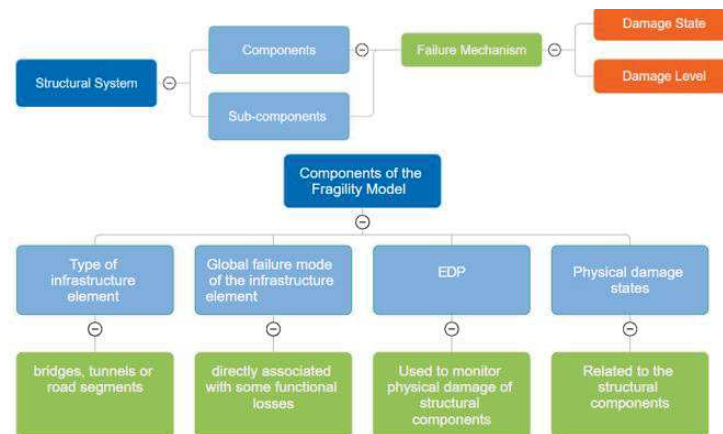 Damage State
Components
Failure Mechanism
Structural System
Damage Level
Sub-components
Components of the
Fragility Model
Type of
infrastructure
element
Global failure mode
of the infrastructure
element
EDP
Physical damage
states
bridges, tunnels or
road segments
directly associated
with some functional
losses
Used to monitor
physical damage of
structural
components
Related to the
structural
components